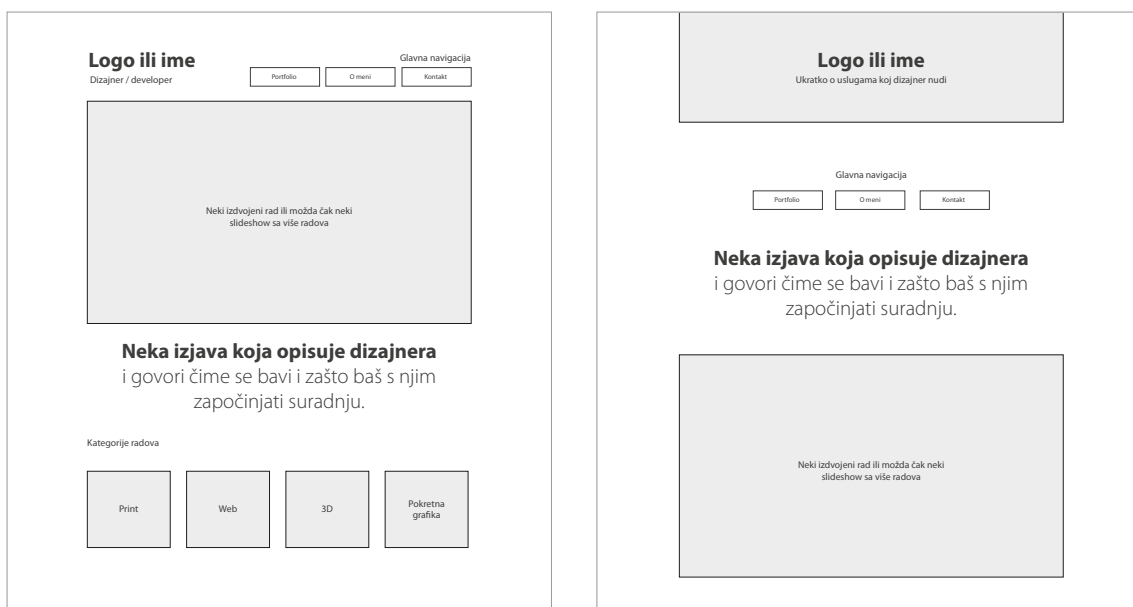 Logo ili ime
Dizajner / developer
Glavna navigacija
Portfolio
O meni
Kontakt
Neki izdvojeni rad ili možda čak neki
slideshow sa više radova
Neka izjava koja opisuje dizajnera
i govori čime se bavi i zašto baš s njim
započinjati suradnju.
Kategorije radova
Print
Web
3D
Pokretna
grafika
Logo ili ime
Ukratko o uslugama koj dizajner nudi
Glavna navigacija
Portfolio
O meni
Kontakt
Neka izjava koja opisuje dizajnera
i govori čime se bavi i zašto baš s njim
započinjati suradnju.
Neki izdvojeni rad ili možda čak neki
slideshow sa više radova